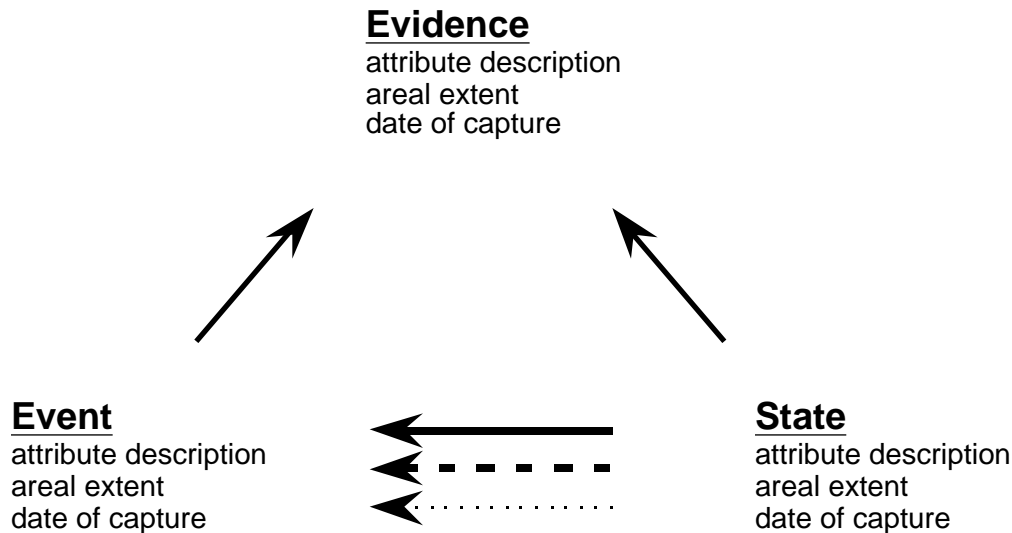 Evidence
attribute description
areal extent
date of capture
Event
attribute description
areal extent
date of capture
State
attribute description
areal extent
date of capture